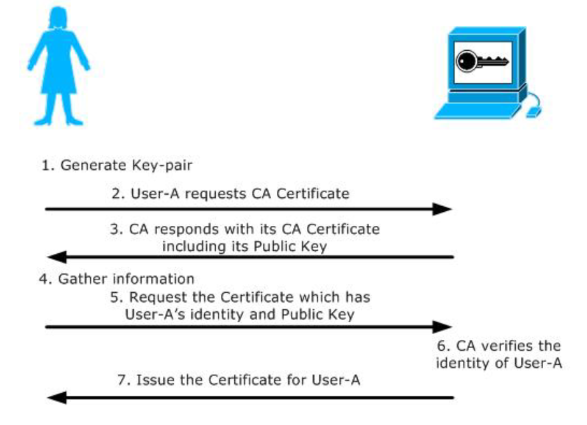 1. Generate Key-pair
2. User-A requests CA Certificate
3. CA responds with its CA Certificate
including its Public Key
4. Gather information
5. Request the Certificate which has
User-A's identity and Public Key
6. CA verifies the
identity of User-A
7. Issue the Certificate for User-A